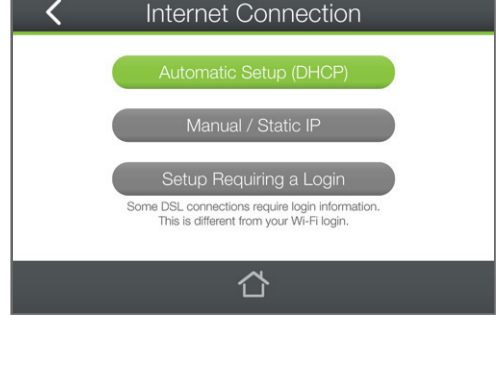 Internet Connection
Automatic Setup (DHCP)
Manual / Static IP
Setup Requiring a Login
Some DSL connections require login information.
This is different from your Wi-Fi login.